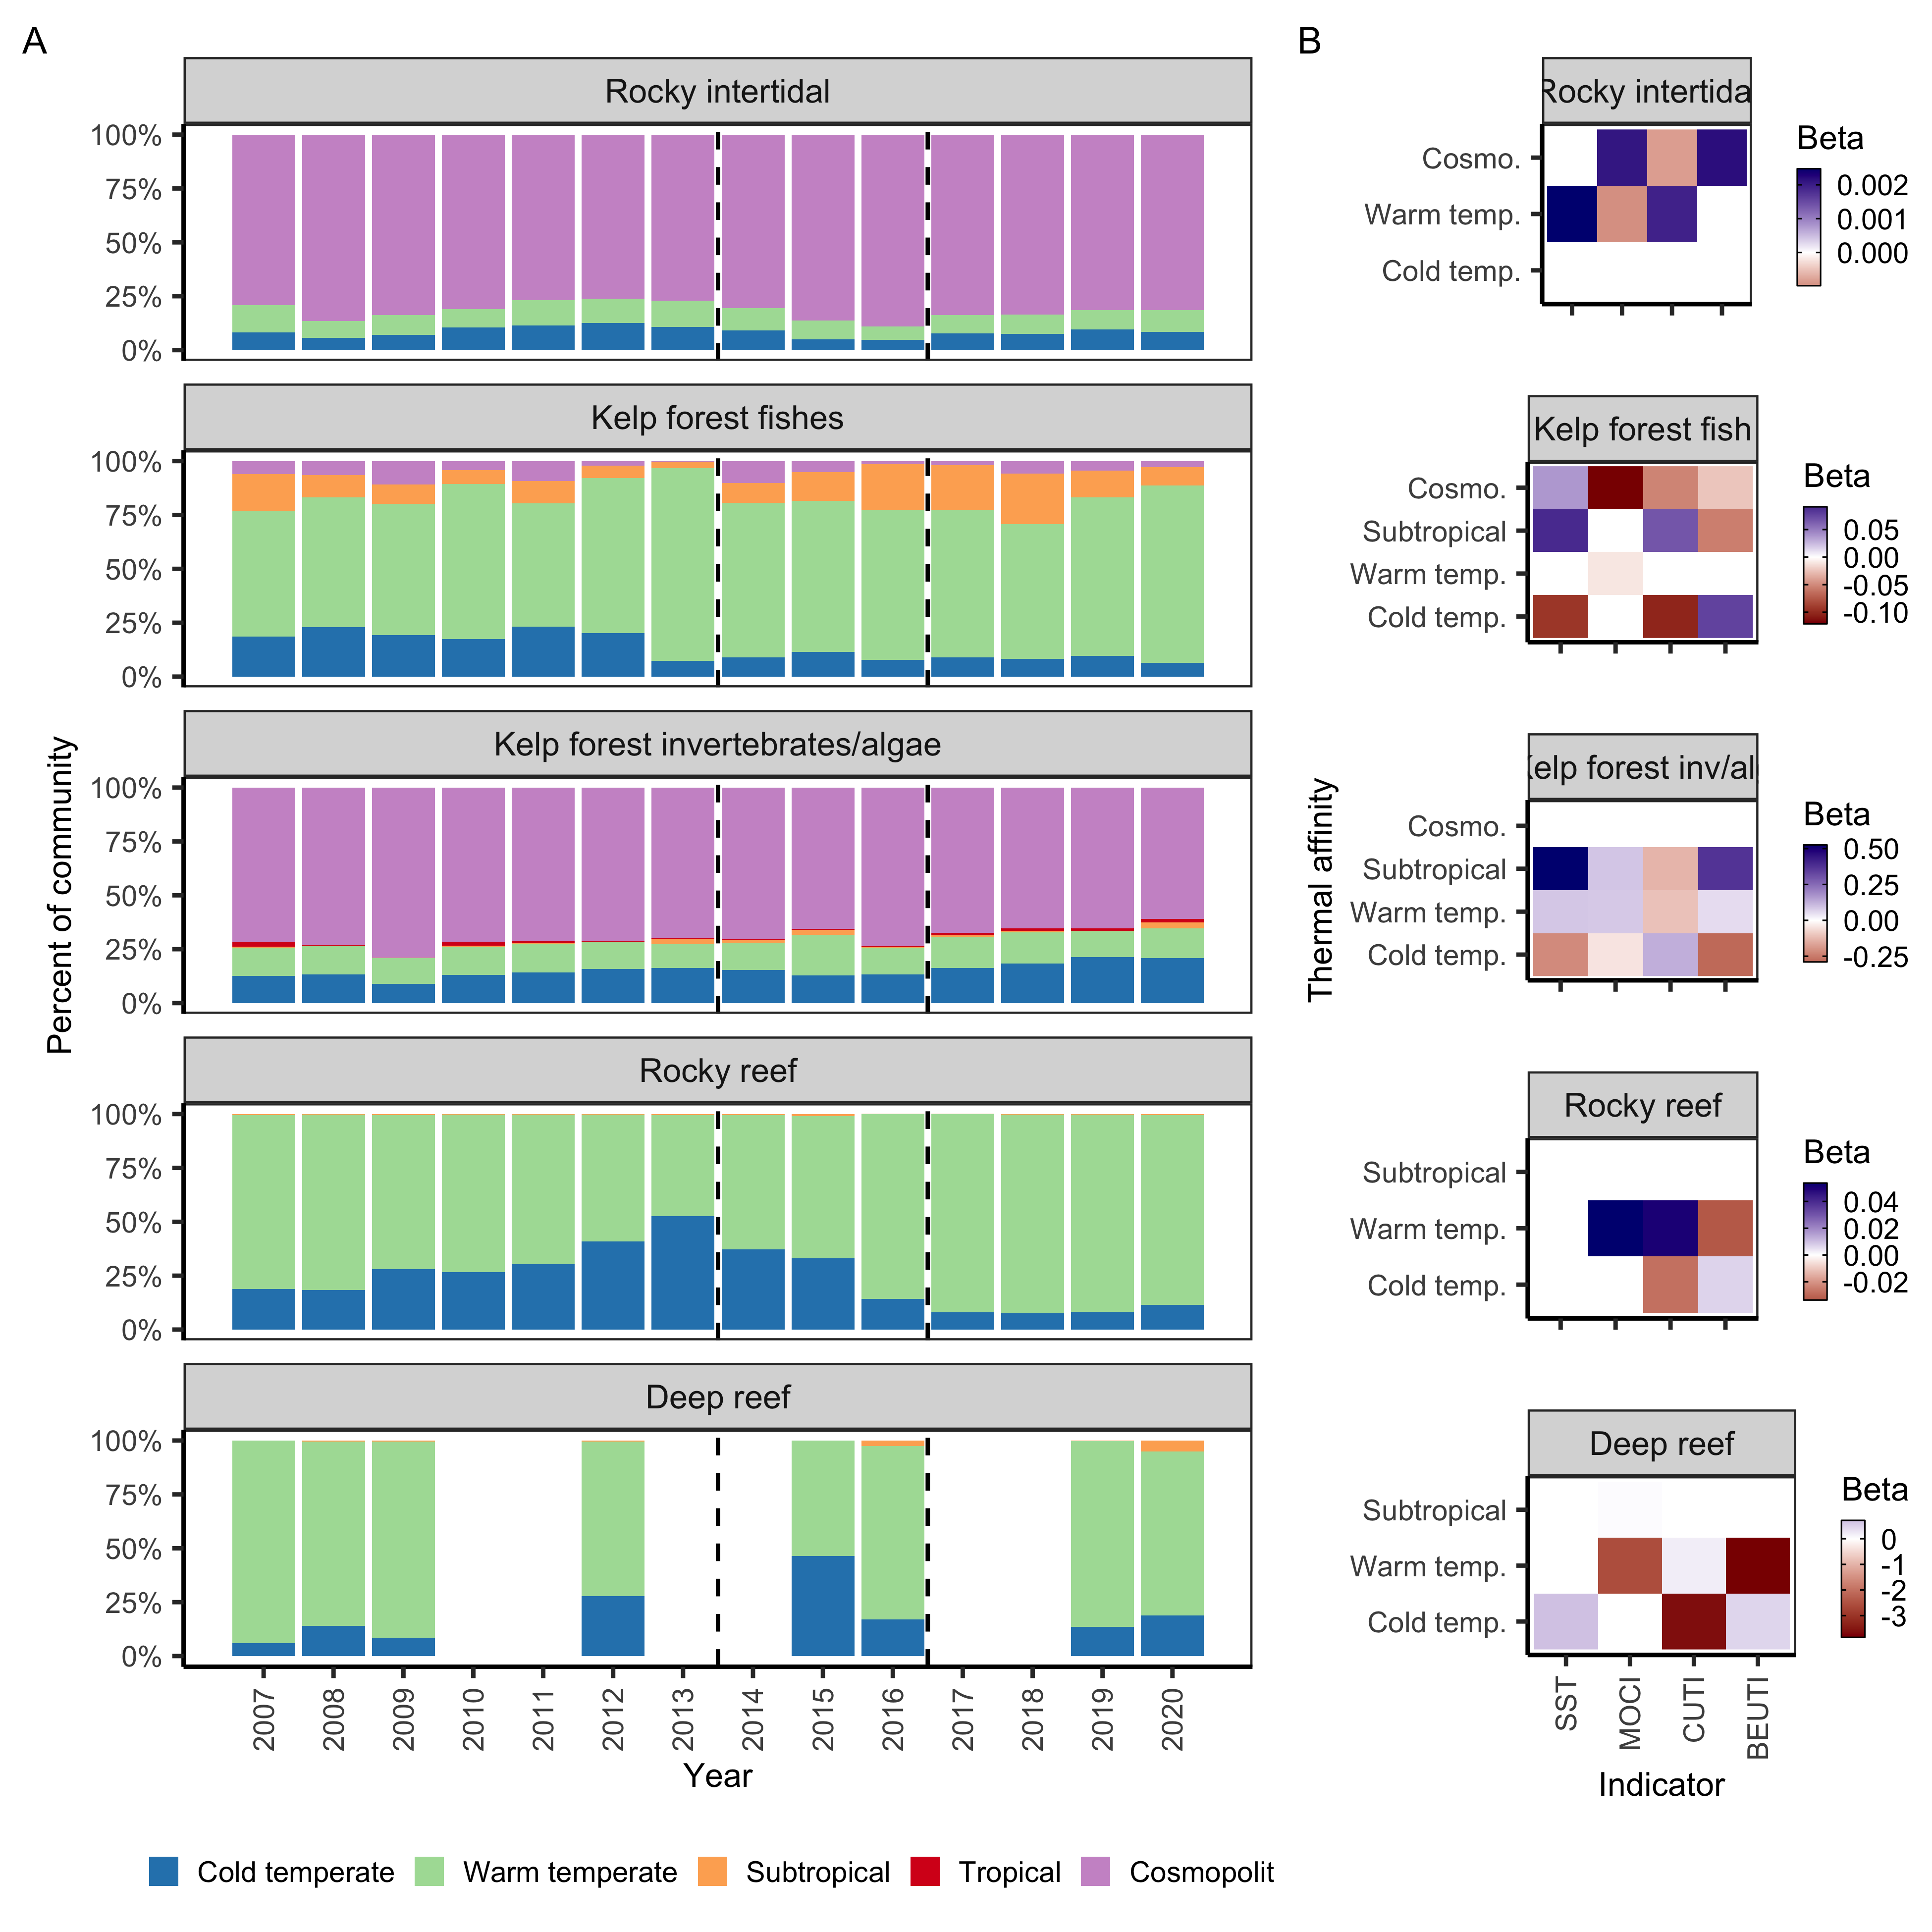 A
Rocky intertidal
100%
75%
50%
25%
0%
Kelp forest fishes
100%
75%
50%
25%
0%
Kelp forest invertebrates/algae
100%
75%
50%
25%
0%
Rocky reef
100%
75%
50%
25%
0%
Deep reef
100%
75%
50%
25%
0%
Percent of community
2007 2008 2009 2010 2011 2012 2013 2014 2015 2016 2017 2018 2019 2020
Year
Cold temperate Warm temperate Subtropical Tropical Cosmopolit
B
Rocky intertida
Cosmo.
Warm temp.
Cold temp.
Beta
0.002
0.001
0.000
Kelp forest fish
Cosmo.
Subtropical
Warm temp.
Cold temp.
Beta
0.05
0.00
-0.05
-0.10
Kelp forest inv/al
Cosmo.
Subtropical
Warm temp.
Cold temp.
Beta
0.50
0.25
0.00
-0.25
Rocky reef
Subtropical
Warm temp.
Cold temp.
Beta
0.04
0.02
0.00
-0.02
Deep reef
Subtropical
Warm temp.
Cold temp.
Beta
0
-1
-2
-3
Thermal affinity
SST MOCI CUTI BEUTI
Indicator